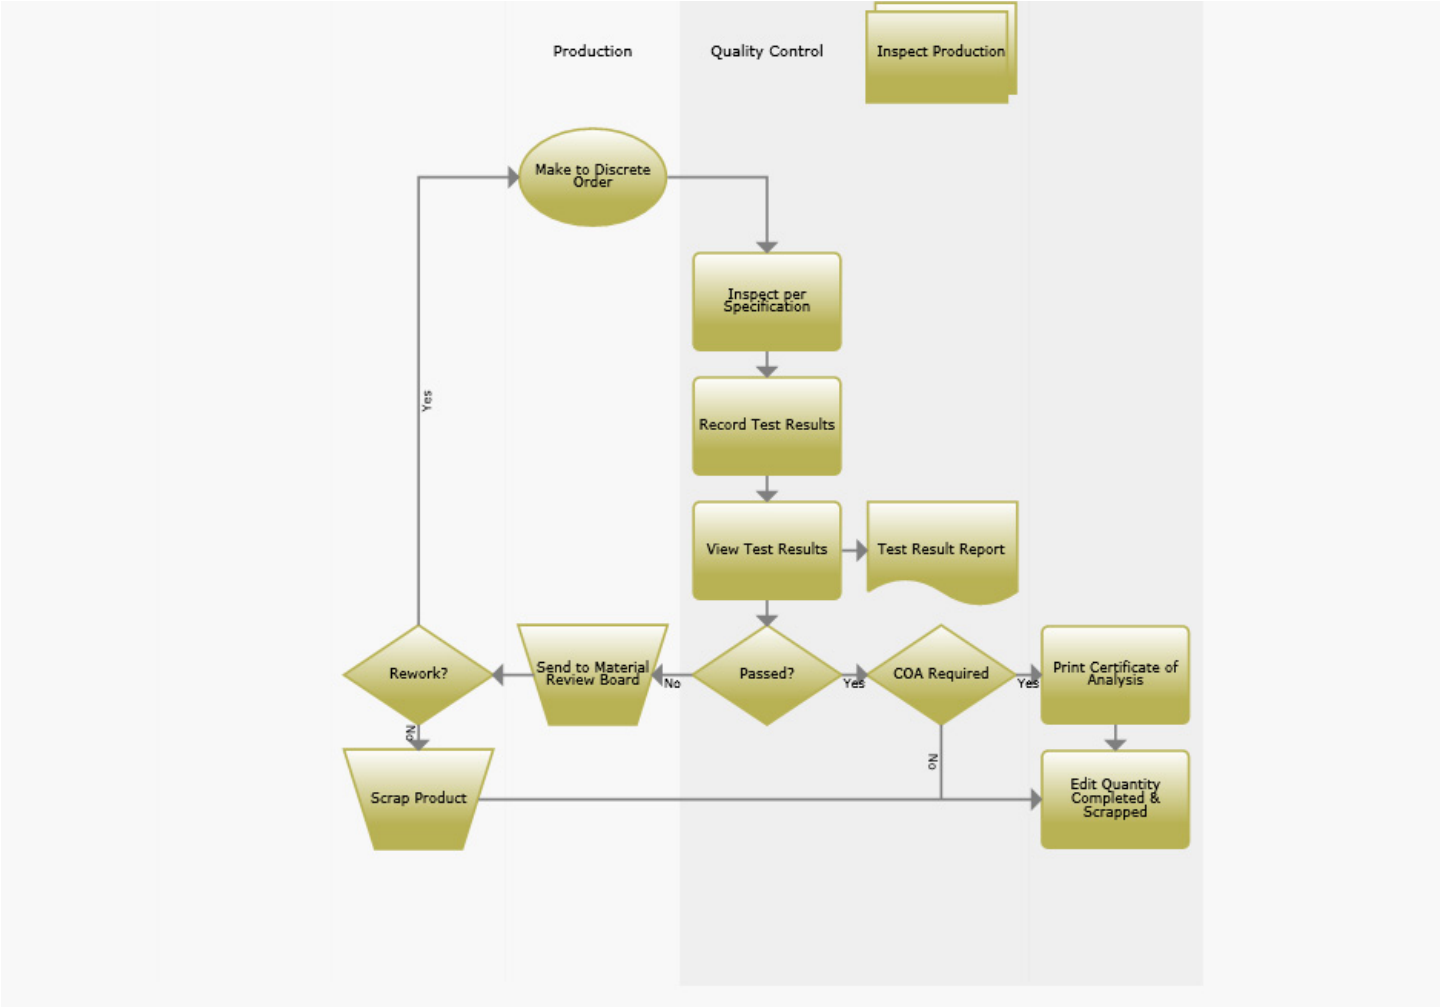 Production
Quality Control
Inspect Production
Make to Discrete
Order
Inspect per
Specification
Yes
Record Test Results
View Test Results
Test Result Report
Rework?
Send to Material
Review Board
No
Passed?
Yes
COA Required
Yes
Print Certificate of
Analysis
No
Scrap Product
No
Edit Quantity
Completed &
Scrapped